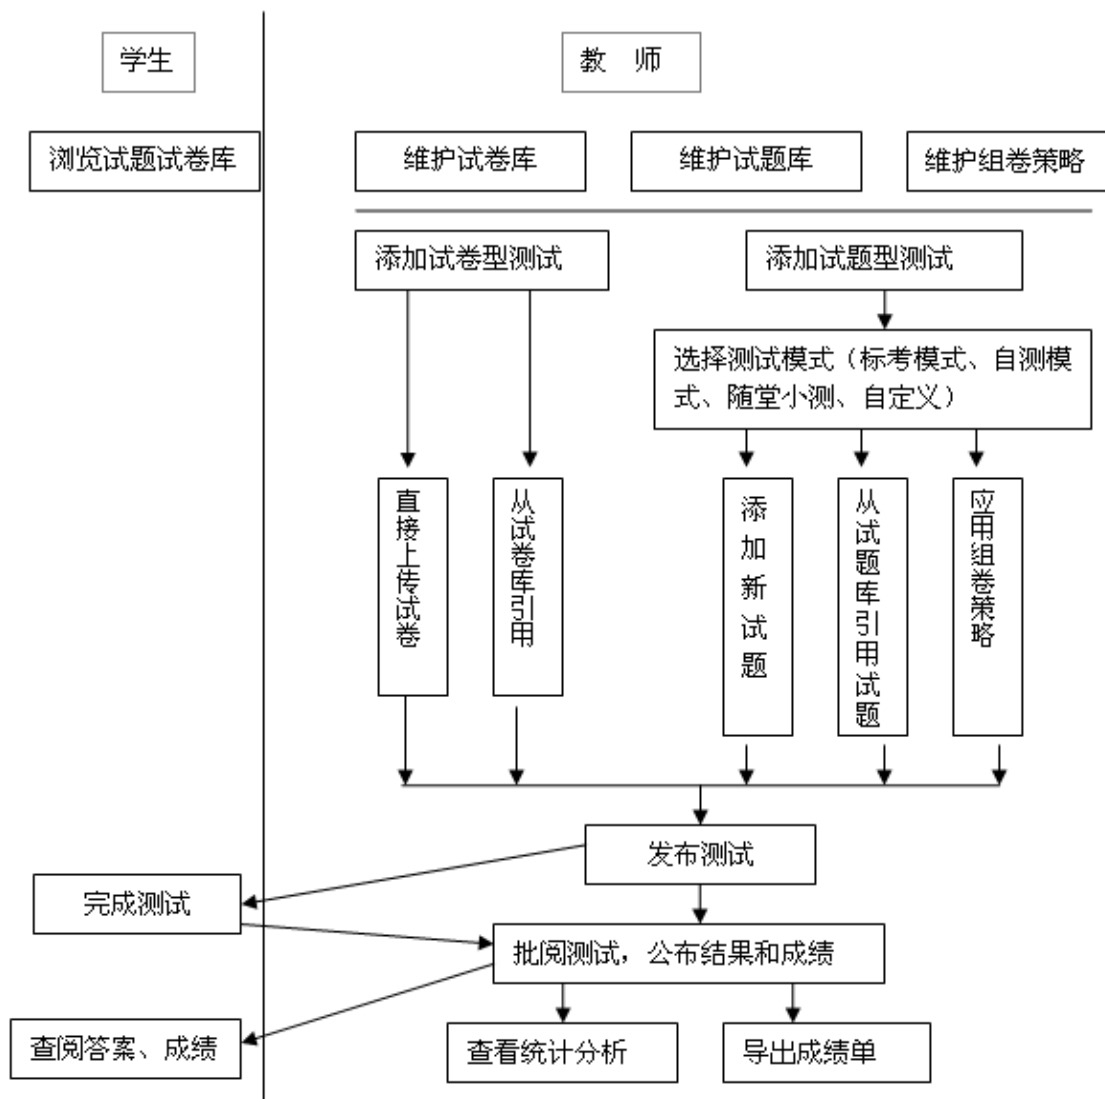 学生
教 师
浏览试题试卷库
维护试卷库
维护试题库
维护组卷策略
添加试卷型测试
添加试题型测试
选择测试模式（标考模式、自测模
式、随堂小测、自定义）
直接上传试卷
从试卷库引用
添加新试题
从试题库引用试题
应用组卷策略
发布测试
完成测试
批阅测试，公布结果和成绩
查阅答案、成绩
查看统计分析
导出成绩单